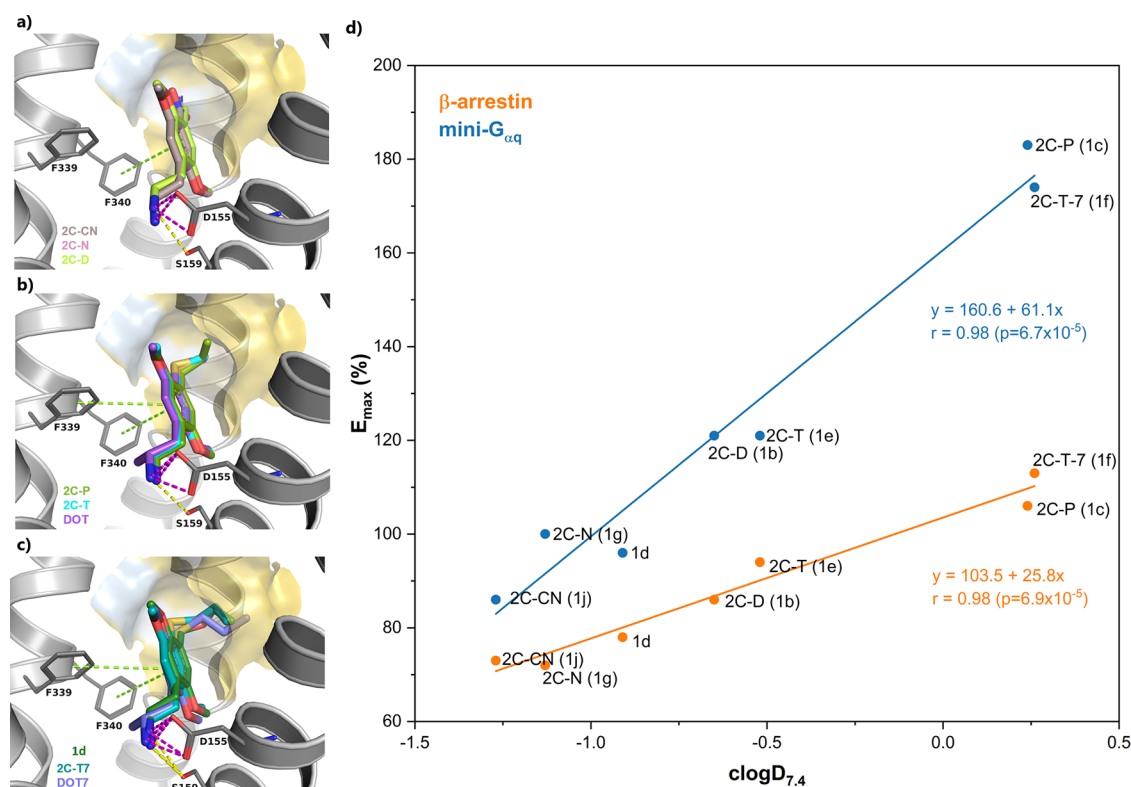 a)
F339
F340
D155
S159
2C-CN
2C-N
2C-D
b)
F339
F340
D155
S159
2C-P
2C-T
DOT
c)
F339
F340
D155
S159
1d
2C-T7
DOT7
d)
β-arrestin
mini-Gαq
Emax (%)
200
180
160
140
120
100
80
60
-1.5
-1.0
-0.5
0.0
0.5
clogD7.4
2C-P (1c)
2C-T-7 (1f)
y = 160.6 + 61.1x
r = 0.98 (p=6.7x10⁻⁵)
2C-T (1e)
2C-D (1b)
2C-N (1g)
1d
2C-CN (1j)
2C-T-7 (1f)
2C-P (1c)
y = 103.5 + 25.8x
r = 0.98 (p=6.9x10⁻⁵)
2C-T (1e)
2C-D (1b)
1d
2C-CN (1j)
2C-N (1g)